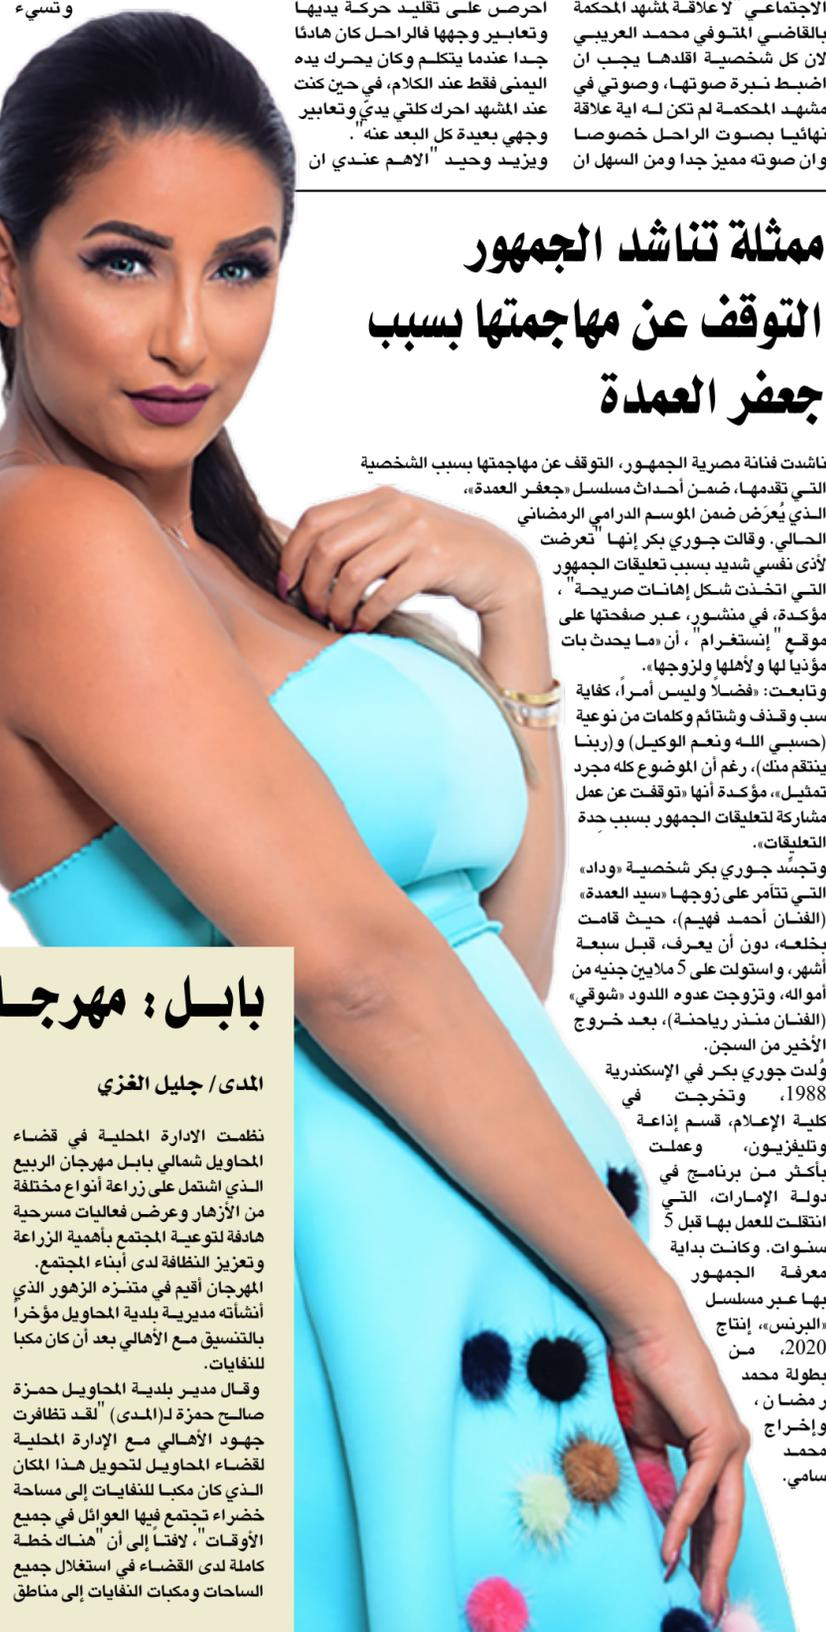 الاجتماعي "لا علاقة لمشهد المحكمة
بالقاضي المتوفي محمد العريبي
لان كل شخصية اقلدها يجب ان
اضبط نبرة صوتها، وصوتي في
مشهد المحكمة لم تكن له اية علاقة
نهائيا بصوت الراحل خصوصا
وان صوته مميز جدا ومن السهل ان
احرص على تقليد حركة يديها
وتعابير وجهها فالراحل كان هادئا
جدا عندما يتكلم وكان يحرك يده
اليمنى فقط عند الكلام، في حين كنت
عند المشهد احرك كلتي يديّ وتعابير
وجهي بعيدة كل البعد عنه".
ويزيد وحيد "الاهم عندي ان
وتسيء
ممثلة تناشد الجمهور
التوقف عن مهاجمتها بسبب
جعفر العمدة
ناشدت فنانة مصرية الجمهور، التوقف عن مهاجمتها بسبب الشخصية
التي تقدمها، ضمن أحداث مسلسل «جعفر العمدة»،
الذي يُعرَض ضمن الموسم الدرامي الرمضاني
الحالي. وقالت جوري بكر إنها "تعرضت
لأذى نفسي شديد بسبب تعليقات الجمهور
التي اتخذت شكل إهانات صريحة"،
مؤكدة، في منشور، عبر صفحتها على
موقع "إنستغرام"، أن «ما يحدث بات
مؤذياً لها ولأهلها ولزوجها».
وتابعت: «فضلاً وليس أمراً، كفاية
سب وقذف وشتائم وكلمات من نوعية
(حسبي الله ونعم الوكيل) و(ربنا
ينتقم منك)، رغم أن الموضوع كله مجرد
تمثيل»، مؤكدة أنها «توقفت عن عمل
مشاركة لتعليقات الجمهور بسبب حِدة
التعليقات».
وتجسِّد جوري بكر شخصية «وداد»
التي تتآمر على زوجها «سيد العمدة»
(الفنان أحمد فهيم)، حيث قامت
بخلعه، دون أن يعرف، قبل سبعة
أشهر، واستولت على 5 ملايين جنيه من
أمواله، وتزوجت عدوه اللدود «شوقي»
(الفنان منذر رياحنة)، بعد خروج
الأخير من السجن.
وُلدت جوري بكر في الإسكندرية
1988، وتخرجت في
كلية الإعلام، قسم إذاعة
وتليفزيون، وعملت
بأكثر من برنامج في
دولة الإمارات، التي
انتقلت للعمل بها قبل 5
سنوات. وكانت بداية
معرفة الجمهور
بها عبر مسلسل
«البرنس»، إنتاج
2020، من
بطولة محمد
رمضان،
وإخراج
محمد
سامي.
بابل: مهرجا
المدى/ جليل الغزي
نظمت الادارة المحلية في قضاء
المحاويل شمالي بابل مهرجان الربيع
الذي اشتمل على زراعة أنواع مختلفة
من الأزهار وعرض فعاليات مسرحية
هادفة لتوعية المجتمع بأهمية الزراعة
وتعزيز النظافة لدى أبناء المجتمع.
المهرجان أقيم في متنزه الزهور الذي
أنشأته مديرية بلدية المحاويل مؤخراً
بالتنسيق مع الأهالي بعد أن كان مكبا
للنفايات.
وقال مدير بلدية المحاويل حمزة
صالح حمزة لـ(المدى) "لقد تظافرت
جهود الأهالي مع الإدارة المحلية
لقضاء المحاويل لتحويل هذا المكان
الذي كان مكبا للنفايات إلى مساحة
خضراء تجتمع فيها العوائل في جميع
الأوقات"، لافتاً إلى أن "هناك خطة
كاملة لدى القضاء في استغلال جميع
الساحات ومكبات النفايات إلى مناطق